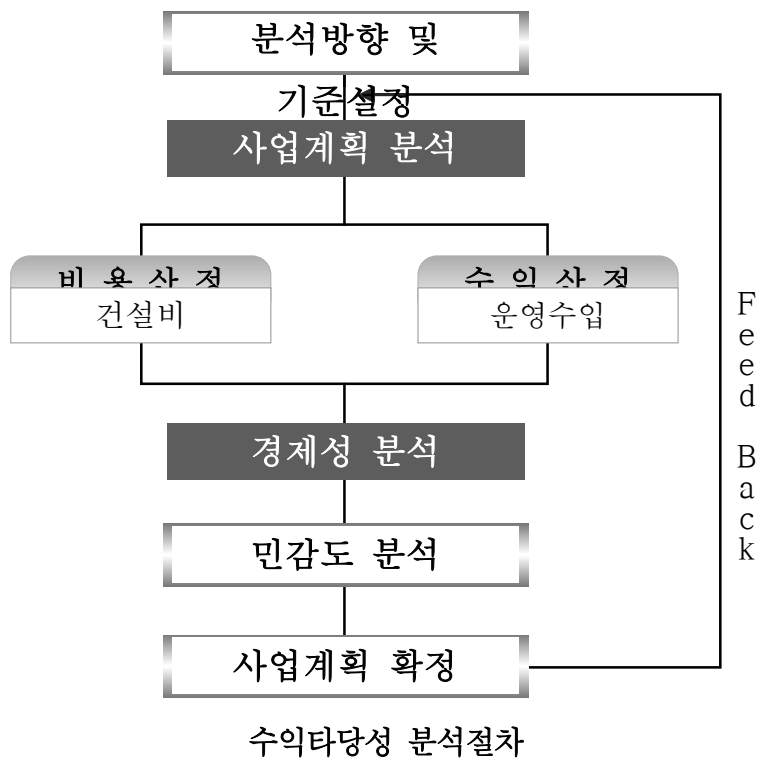 분석방향 및
기준설정
사업계획 분석
비 용 산 정
건설비
수 익 산 정
운영수입
경제성 분석
민감도 분석
사업계획 확정
Feed Back
수익타당성 분석절차